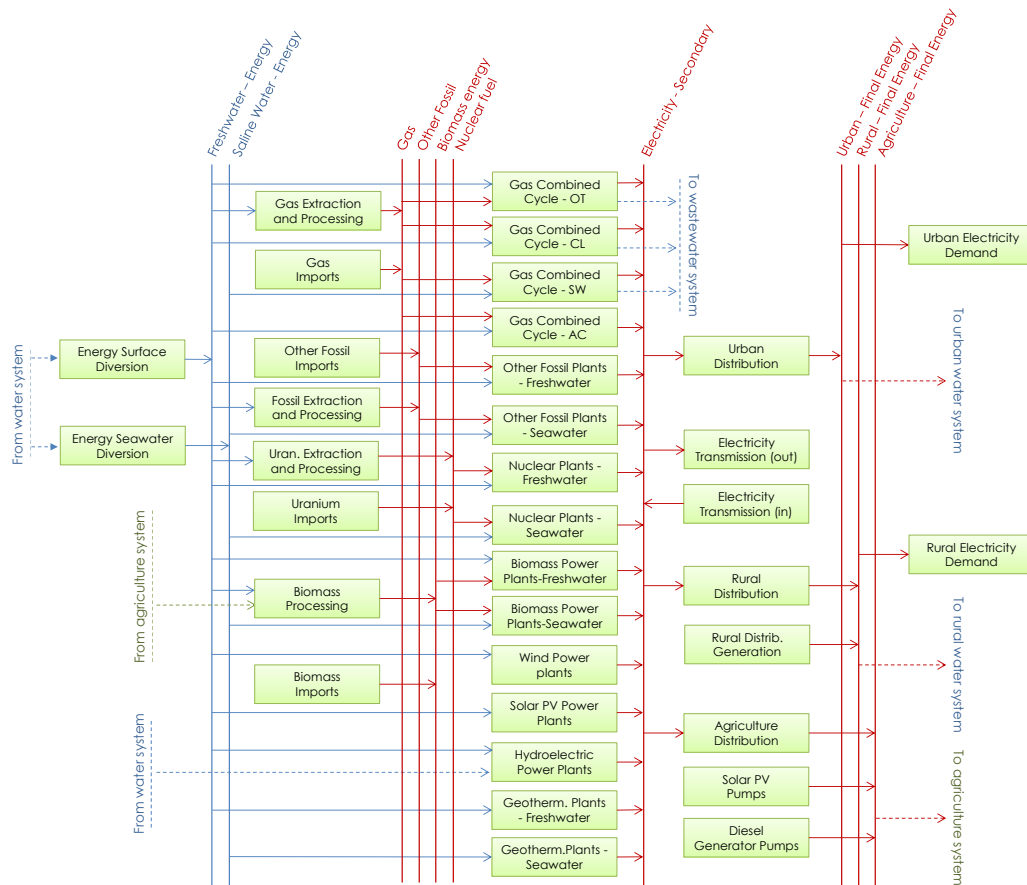 Freshwater – Energy
Saline Water - Energy
Gas
Other Fossil
Biomass energy
Nuclear fuel
Electricity - Secondary
Urban – Final Energy
Rural – Final Energy
Agriculture – Final Energy
From water system
Energy Surface
Diversion
Energy Seawater
Diversion
From agriculture system
From water system
Gas Extraction
and Processing
Gas
Imports
Other Fossil
Imports
Fossil Extraction
and Processing
Uran. Extraction
and Processing
Uranium
Imports
Biomass
Processing
Biomass
Imports
Gas Combined
Cycle - OT
Gas Combined
Cycle - CL
Gas Combined
Cycle - SW
Gas Combined
Cycle - AC
Other Fossil Plants
- Freshwater
Other Fossil Plants
- Seawater
Nuclear Plants -
Freshwater
Nuclear Plants -
Seawater
Biomass Power
Plants-Freshwater
Biomass Power
Plants-Seawater
Wind Power
plants
Solar PV Power
Plants
Hydroelectric
Power Plants
Geotherm. Plants
- Freshwater
Geotherm.Plants -
Seawater
To wastewater system
Urban
Distribution
Electricity
Transmission (out)
Electricity
Transmission (in)
Rural
Distribution
Rural Distrib.
Generation
Agriculture
Distribution
Solar PV
Pumps
Diesel
Generator Pumps
Urban Electricity
Demand
To urban water system
Rural Electricity
Demand
To rural water system
To agriculture system